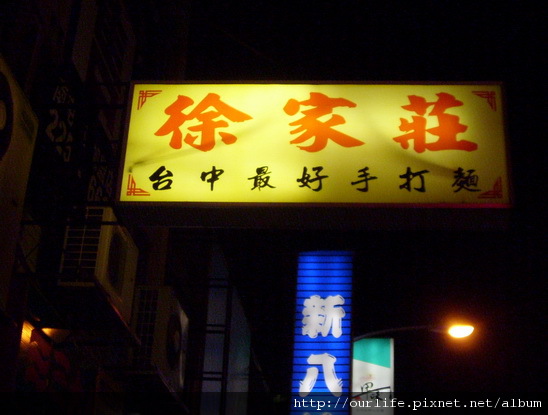 徐家莊
台中最好手打麵
新八
http://ourlife.pixnet.net/album